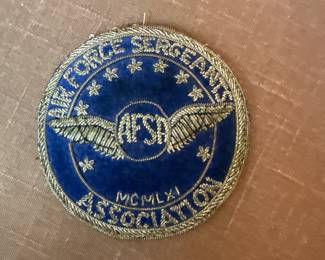 AIR FORCE SERGEANTS
AFSA
MCMLXI
ASSOCIATION